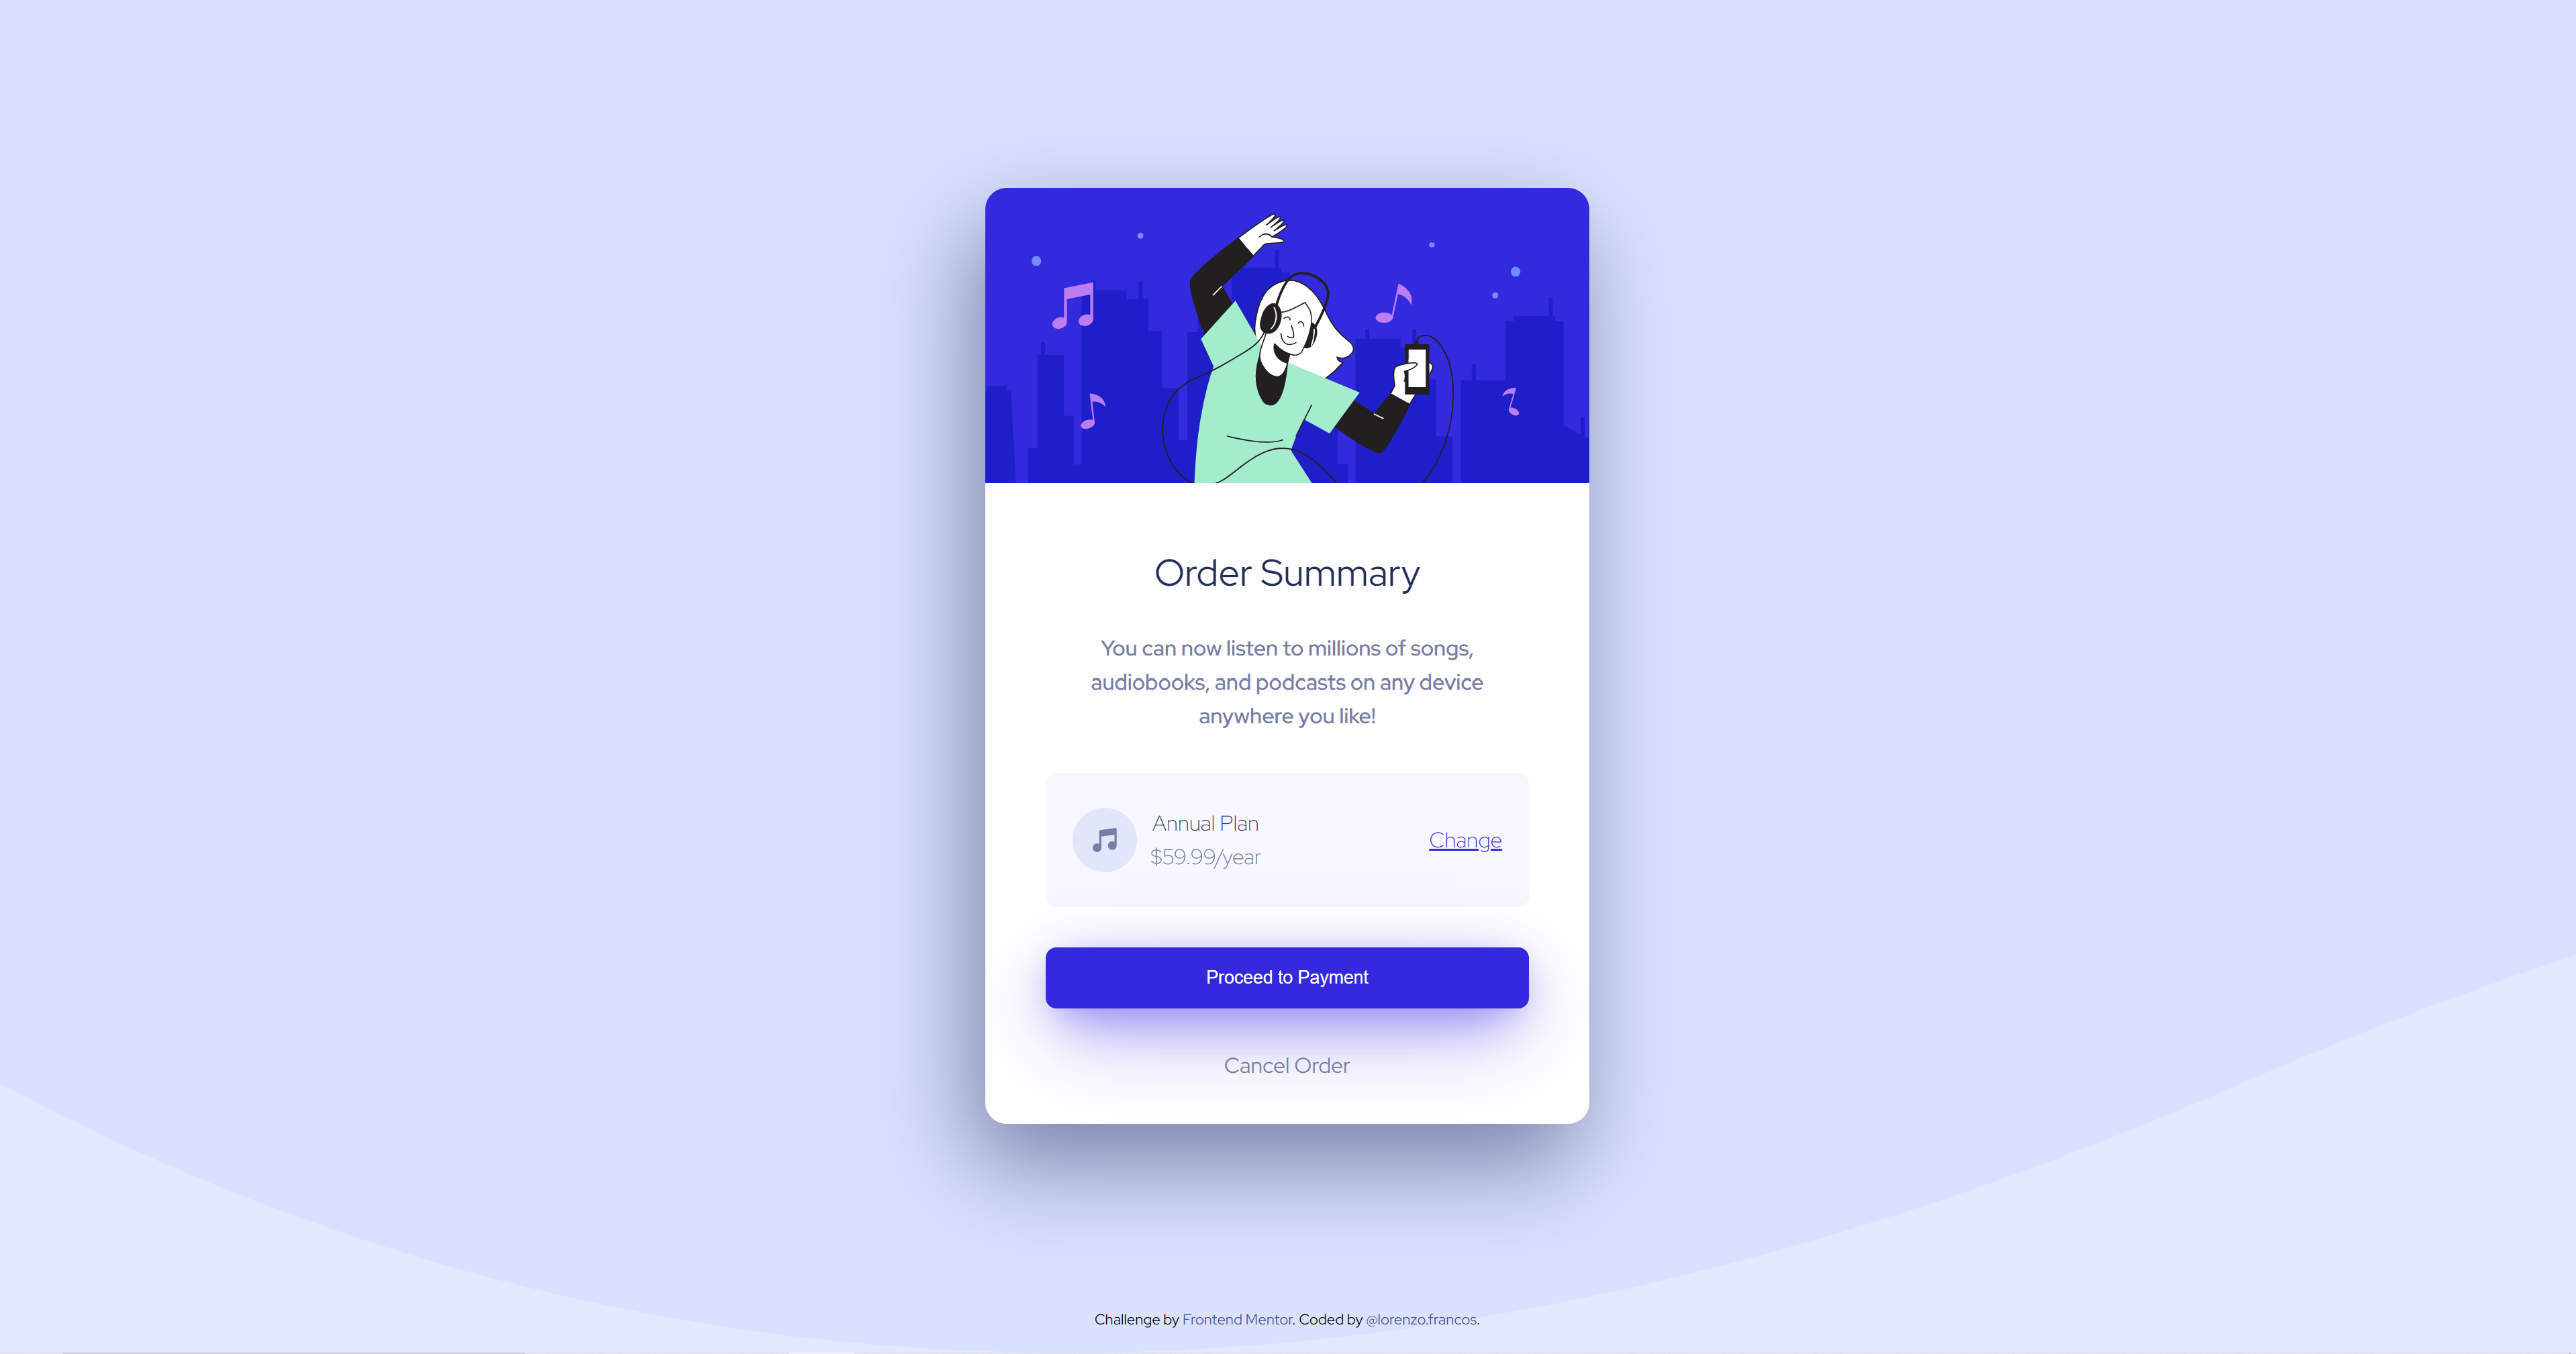 Order Summary
You can now listen to millions of songs,
audiobooks, and podcasts on any device
anywhere you like!
Annual Plan
$59.99/year
Change
Proceed to Payment
Cancel Order
Challenge by Frontend Mentor. Coded by @lorenzo.francos.